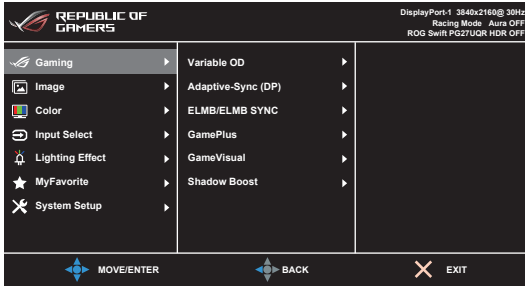 REPUBLIC OF
GAMERS
DisplayPort-1 3840x2160@ 30Hz
Racing Mode Aura OFF
ROG Swift PG27UQR HDR OFF
Gaming
Image
Color
Input Select
Lighting Effect
MyFavorite
System Setup
Variable OD
Adaptive-Sync (DP)
ELMB/ELMB SYNC
GamePlus
GameVisual
Shadow Boost
MOVE/ENTER
BACK
EXIT